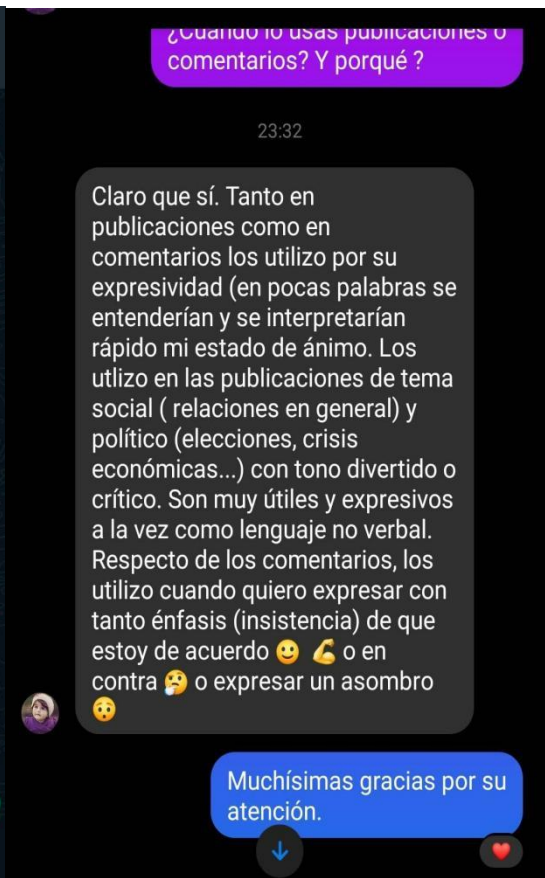 ¿Cuándo lo usas publicaciones o
comentarios? Y porqué ?
23:32
Claro que sí. Tanto en
publicaciones como en
comentarios los utilizo por su
expresividad (en pocas palabras se
entenderían y se interpretarían
rápido mi estado de ánimo. Los
utlizo en las publicaciones de tema
social ( relaciones en general) y
político (elecciones, crisis
económicas...) con tono divertido o
crítico. Son muy útiles y expresivos
a la vez como lenguaje no verbal.
Respecto de los comentarios, los
utilizo cuando quiero expresar con
tanto énfasis (insistencia) de que
estoy de acuerdo 🙂 💪 o en
contra 🤔 o expresar un asombro
😯
Muchísimas gracias por su
atención.